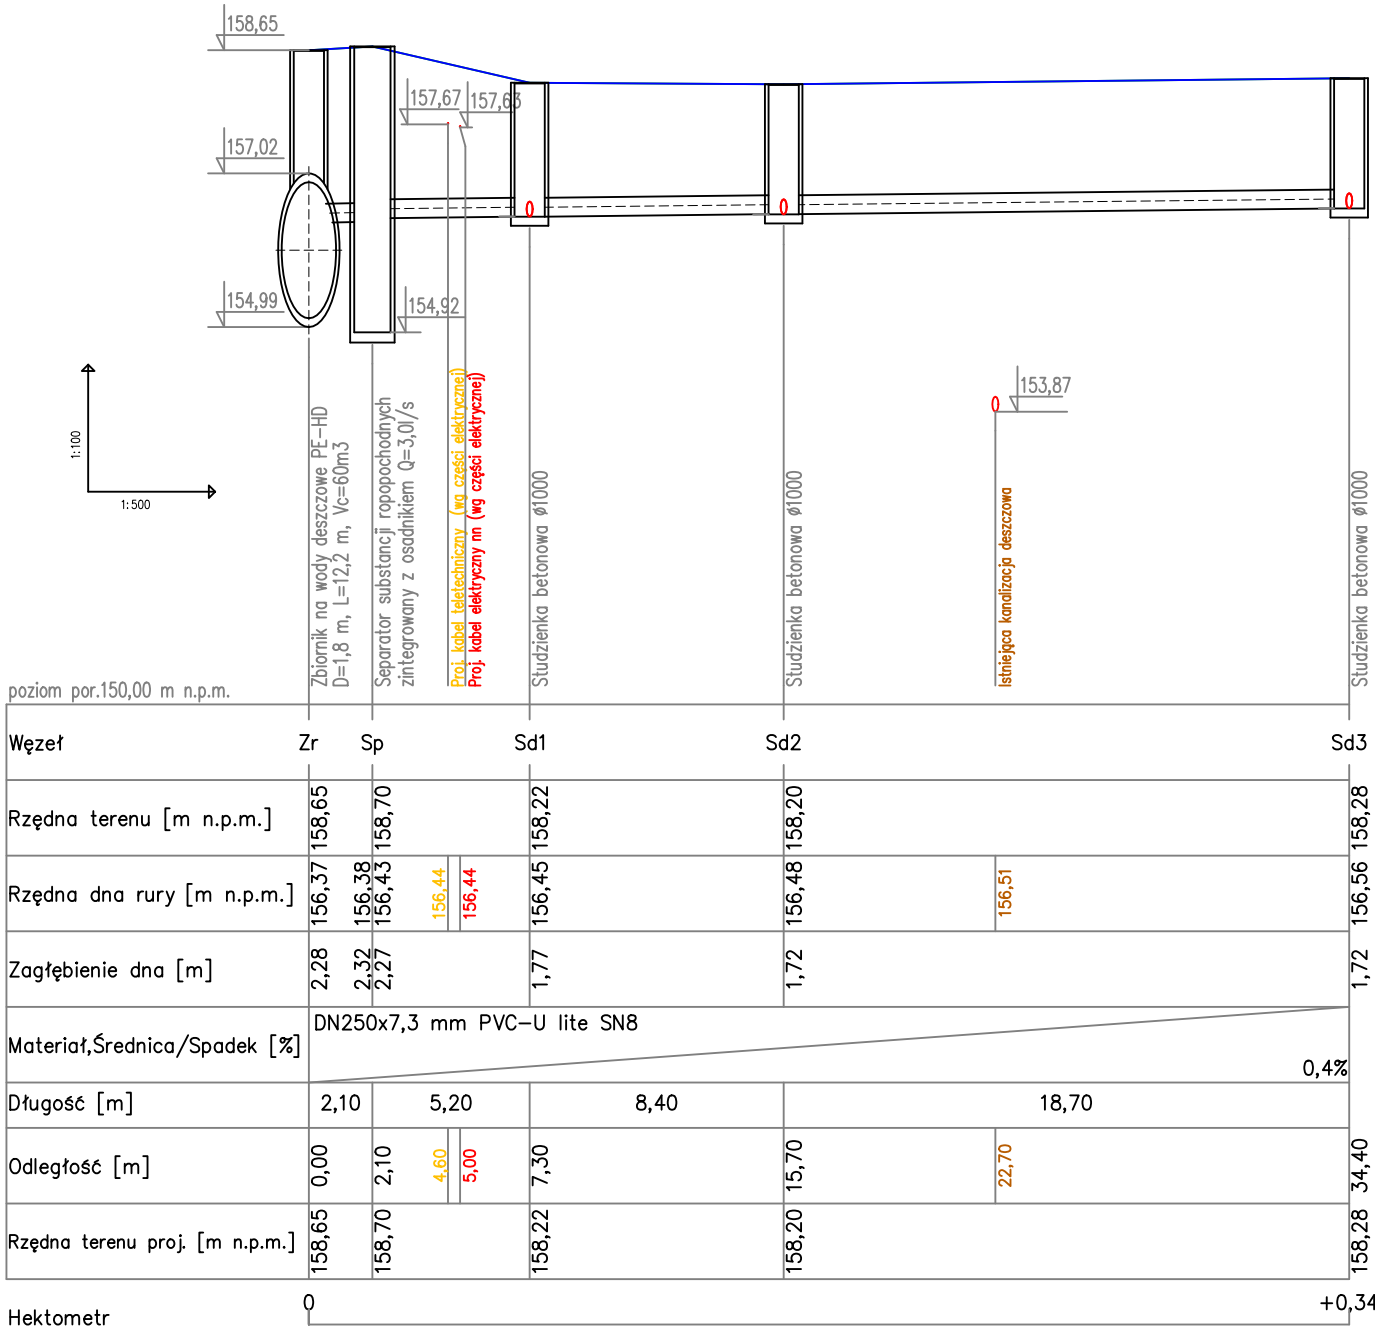 158,65
157,67
157,63
157,02
154,99
154,92
153,87
1:100
1:500
Zbiornik na wody deszczowe PE-HD
D=1,8 m, L=12,2 m, Vc=60m3
Separator substancji ropopochodnych
zintegrowany z osadnikiem Q=3,0l/s
Proj. kabel teletechniczny (wg części elektrycznej)
Proj. kabel elektryczny nn (wg części elektrycznej)
Studzienka betonowa ø1000
Studzienka betonowa ø1000
Istniejąca kanalizacja deszczowa
Studzienka betonowa ø1000
poziom por.150,00 m n.p.m.
Węzeł Zr Sp Sd1 Sd2 Sd3
Rzędna terenu [m n.p.m.] 158,65 158,70 158,22 158,20 158,28
Rzędna dna rury [m n.p.m.] 156,37 156,38 156,43 156,44 156,44 156,45 156,48 156,51 156,56
Zagłębienie dna [m] 2,28 2,32 2,27 1,77 1,72 1,72
Materiał,Średnica/Spadek [%] DN250x7,3 mm PVC-U lite SN8 0,4%
Długość [m] 2,10 5,20 8,40 18,70
Odległość [m] 0,00 2,10 4,60 5,00 7,30 15,70 22,70 34,40
Rzędna terenu proj. [m n.p.m.] 158,65 158,70 158,22 158,20 158,28
Hektometr 0 +0,34